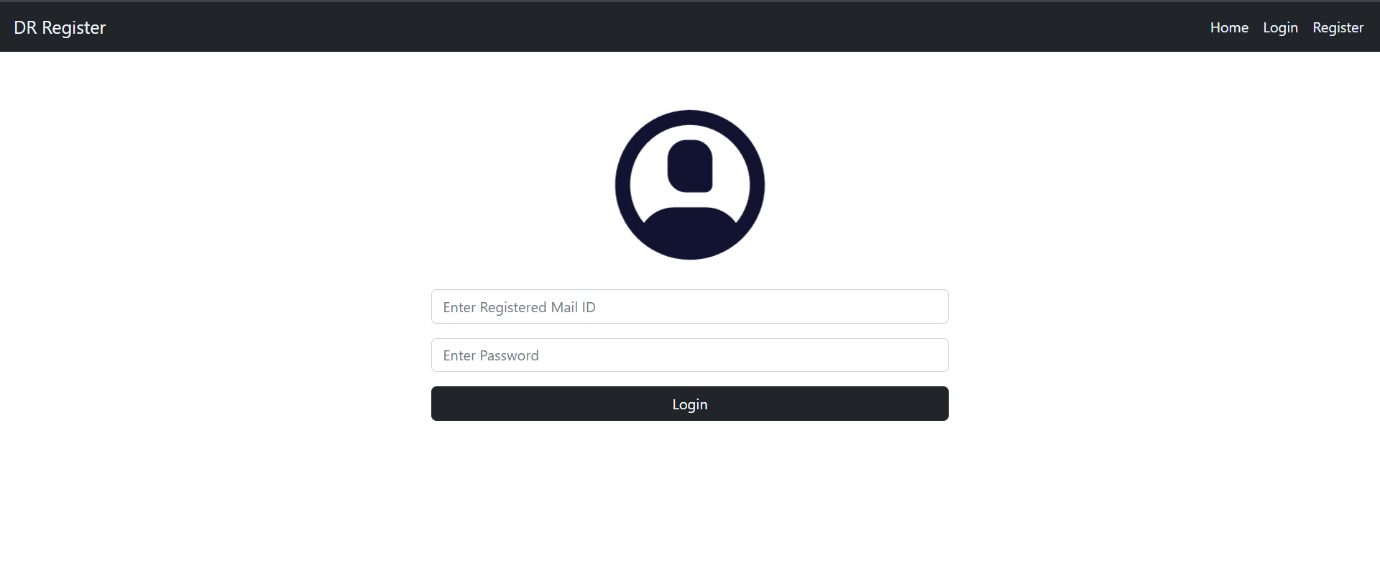 DR Register
Home Login Register
Enter Registered Mail ID
Enter Password
Login